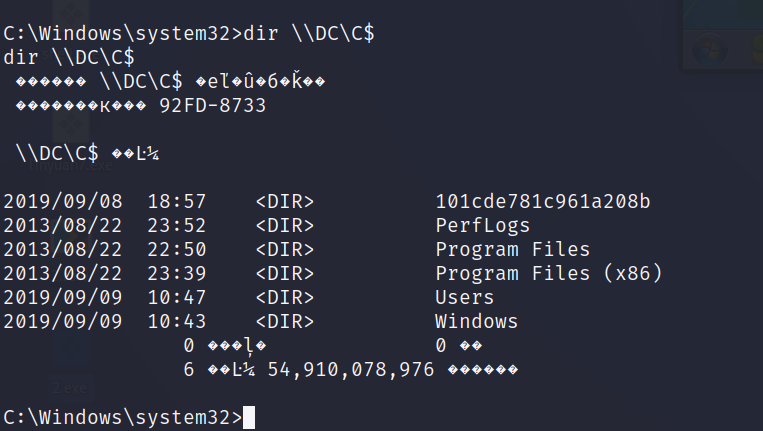 C:\Windows\system32>dir \\DC\C$
dir \\DC\C$
 ������ \\DC\C$ �еľ�û�б�ǩ��
 �������к��� 92FD-8733

 \\DC\C$ ��Ŀ¼

2019/09/08  18:57    <DIR>          101cde781c961a208b
2013/08/22  23:52    <DIR>          PerfLogs
2013/08/22  22:50    <DIR>          Program Files
2013/08/22  23:39    <DIR>          Program Files (x86)
2019/09/09  10:47    <DIR>          Users
2019/09/09  10:43    <DIR>          Windows
               0 ���ļ�              0 ��
               6 ��Ŀ¼ 54,910,078,976 ������

C:\Windows\system32>
2.exe